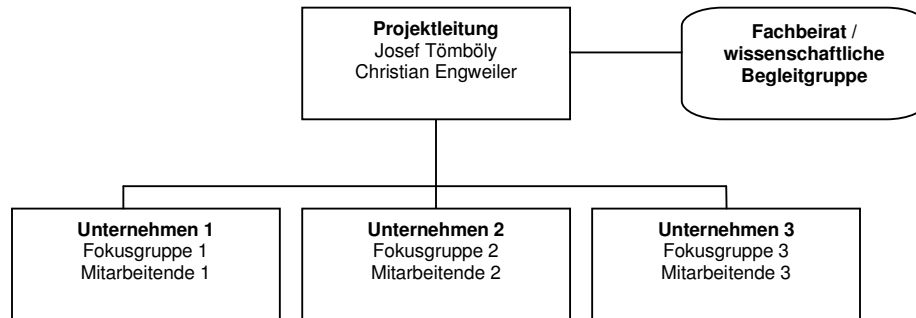 Projektleitung
Josef Tömböly
Christian Engweiler
Fachbeirat /
wissenschaftliche
Begleitgruppe
Unternehmen 1
Fokusgruppe 1
Mitarbeitende 1
Unternehmen 2
Fokusgruppe 2
Mitarbeitende 2
Unternehmen 3
Fokusgruppe 3
Mitarbeitende 3